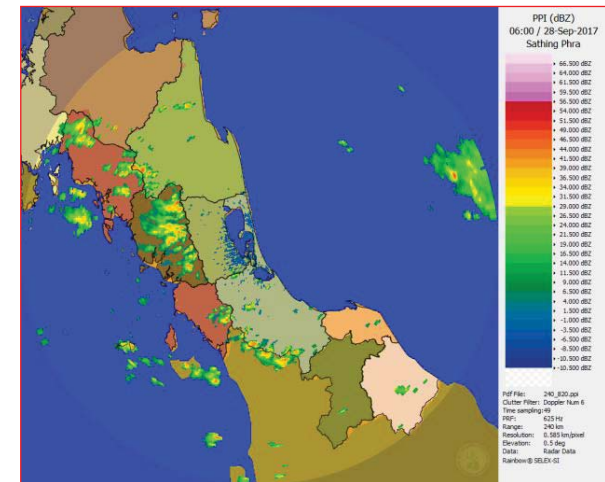 PPI (dBZ)
06:00 / 28-Sep-2017
Sathing Phra
66.500 dBZ
64.000 dBZ
61.500 dBZ
59.500 dBZ
56.500 dBZ
54.000 dBZ
51.500 dBZ
49.000 dBZ
46.500 dBZ
44.000 dBZ
41.500 dBZ
39.000 dBZ
36.500 dBZ
34.000 dBZ
31.500 dBZ
29.000 dBZ
26.500 dBZ
24.000 dBZ
21.500 dBZ
19.000 dBZ
16.500 dBZ
14.000 dBZ
11.500 dBZ
9.000 dBZ
6.500 dBZ
4.000 dBZ
1.500 dBZ
-1.000 dBZ
-3.500 dBZ
-6.500 dBZ
-8.500 dBZ
-10.500 dBZ
-10.500 dBZ
Pdf File: 240_820.ppi
Clutter Filter: Doppler Num 6
Time sampling:49
PRF: 625 Hz
Range: 240 km
Resolution: 0.585 km/pixel
Elevation: 0.5 deg
Data: Radar Data
Rainbow® SELEX-SI